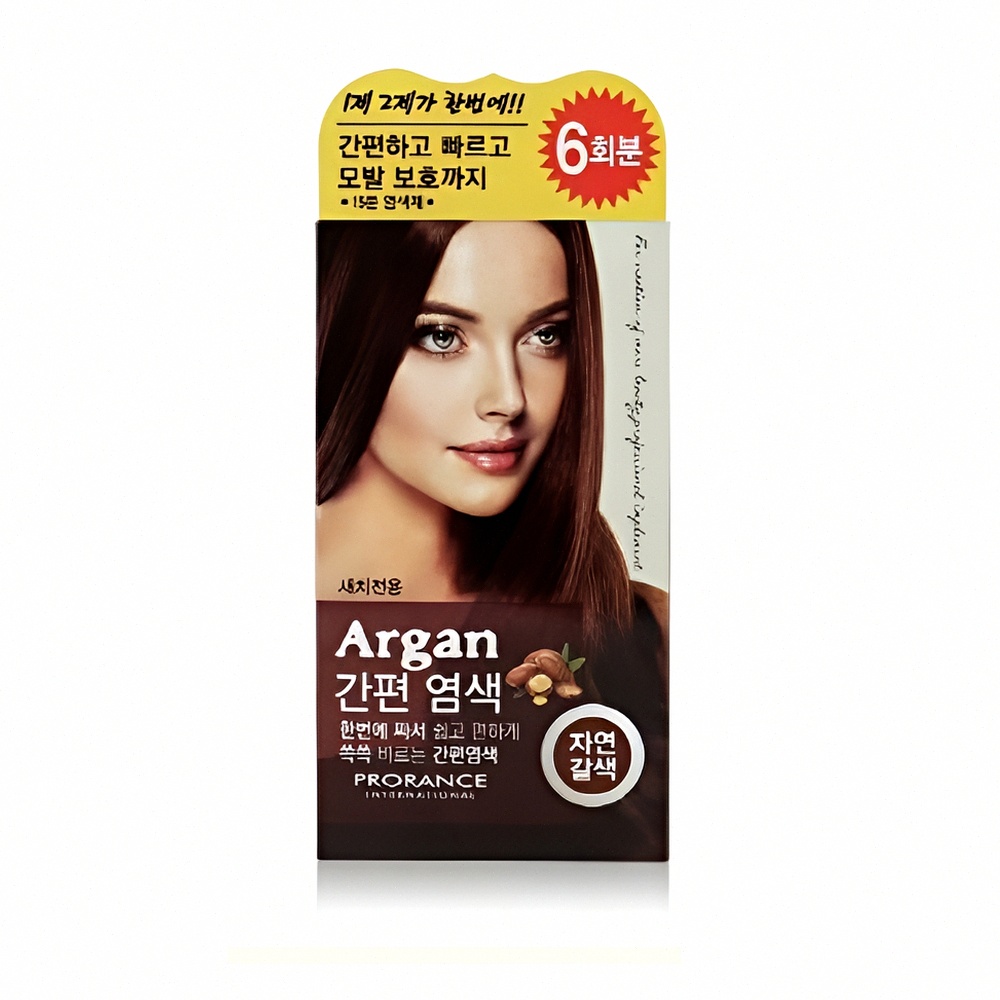 1제 2제가 한번에!!
간편하고 빠르고
모발 보호까지
6회분
새치전용
Argan
간편 염색
한번에 짜서 쉽고 편하게
쓱쓱 바르는 간편염색
PRORANCE
INTERNATIONAL
자연
갈색